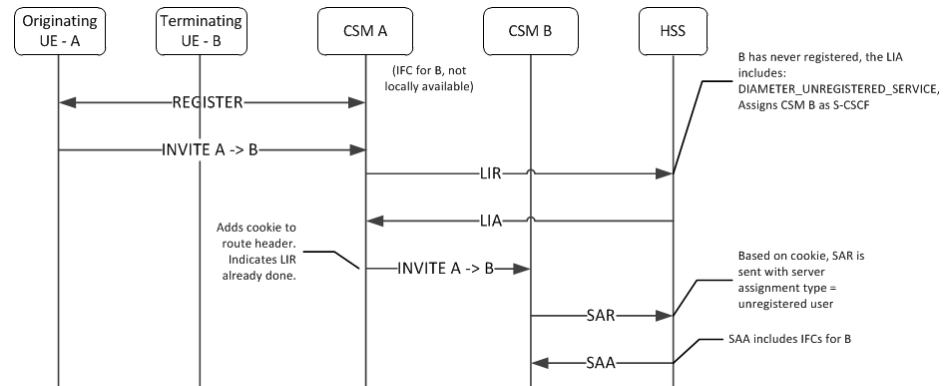 Originating
UE - A
Terminating
UE - B
CSM A
CSM B
HSS
(IFC for B, not
locally available)
B has never registered, the LIA
includes:
DIAMETER_UNREGISTERED_SERVICE,
Assigns CSM B as S-CSCF
REGISTER
INVITE A -> B
LIR
LIA
Adds cookie to
route header.
Indicates LIR
already done.
INVITE A -> B
Based on cookie, SAR is
sent with server
assignment type =
unregistered user
SAR
SAA includes IFCs for B
SAA